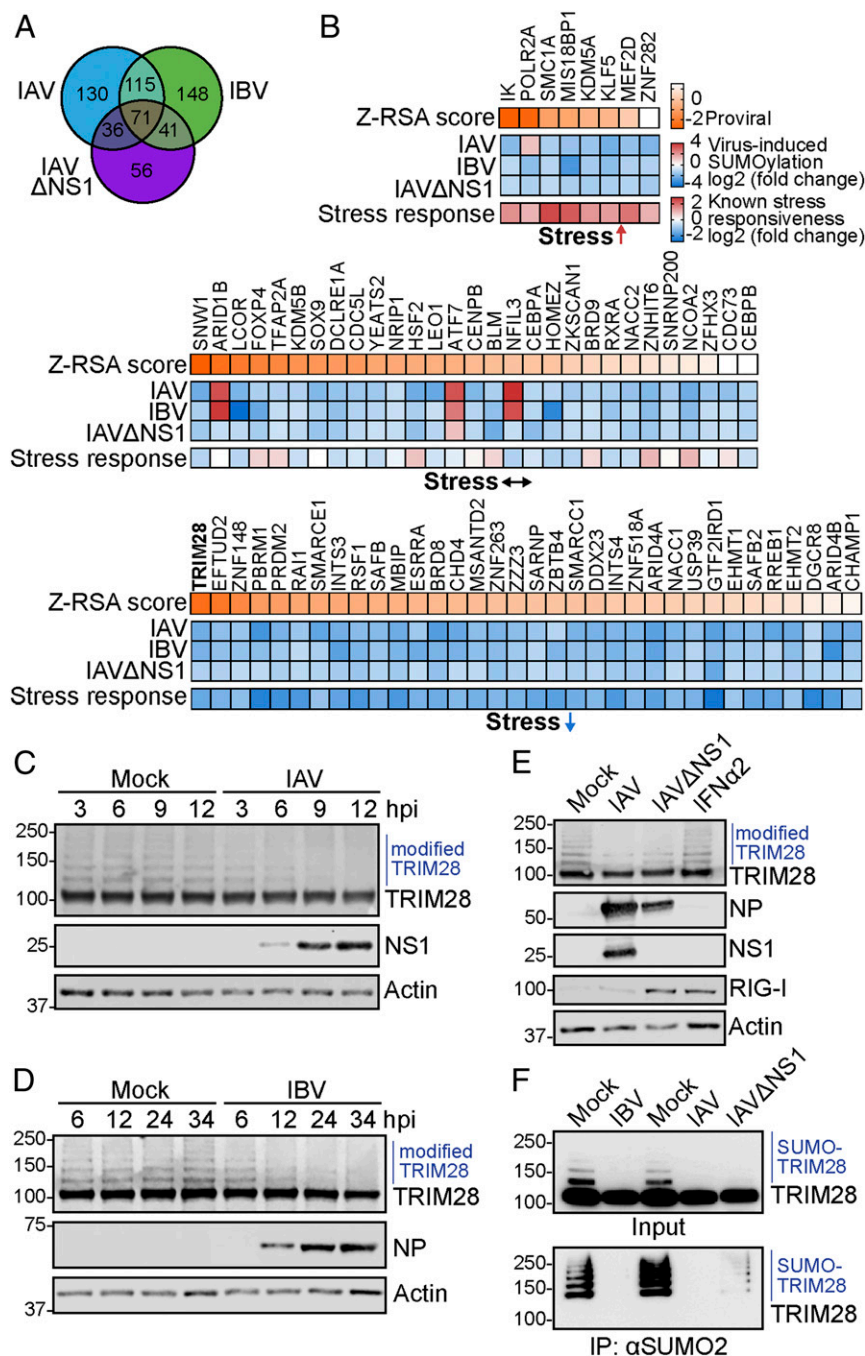 A
IAV
IBV
130
115
148
71
36
41
56
IAV
ΔNS1
B
IK
POLR2A
SMC1A
MIS18BP1
KDM5A
KLF5
MEF2D
ZNF282
Z-RSA score
IAV
IBV
IAVΔNS1
Stress response
Stress↑
0
-2
Proviral
4
2
0
-2
-4
Virus-induced
SUMOylation
log2 (fold change)
2
0
-2
Known stress
responsiveness
log2 (fold change)
SNW1
ARID1B
LCOR
FOXP4
TFAP2A
KDM5B
SOX9
DCLRE1A
CDC5L
YEATS2
NRIP1
HSF2
LEO1
ATF7
CENPB
BLM
NFIL3
CEBPA
HOMEZ
ZKSCAN1
BRD9
RXRA
NACC2
ZNHIT6
SNRNP200
NCOA2
ZFHX3
CDC73
CEBPB
Z-RSA score
IAV
IBV
IAVΔNS1
Stress response
Stress↔
TRIM28
EFTUD2
ZNF148
PBRM1
PRDM2
RAI1
SMARCE1
INTS3
RSF1
SAFB
MBIP
ESRRA
BRD8
CHD4
MSANTD2
ZNF263
ZZZ3
SARNP
ZBTB4
SMARCC1
DDX23
INTS4
ZNF518A
ARID4A
NACC1
USP39
GTF2IRD1
EHMT1
SAFB2
RREB1
EHMT2
DGCR8
ARID4B
CHAMP1
Z-RSA score
IAV
IBV
IAVΔNS1
Stress response
Stress↓
C
Mock IAV
3 6 9 12 3 6 9 12 hpi
250
150
100
modified
TRIM28
TRIM28
25
NS1
Actin
37
D
Mock IBV
6 12 24 34 6 12 24 34 hpi
250
150
100
modified
TRIM28
TRIM28
75
NP
Actin
37
E
Mock IAV IAVΔNS1 IFNα2
250
150
100
modified
TRIM28
TRIM28
50
NP
25
NS1
100
RIG-I
Actin
37
F
Mock IBV Mock IAV IAVΔNS1
250
150
100
SUMO-
TRIM28
TRIM28
Input
250
150
100
SUMO-
TRIM28
TRIM28
IP: αSUMO2